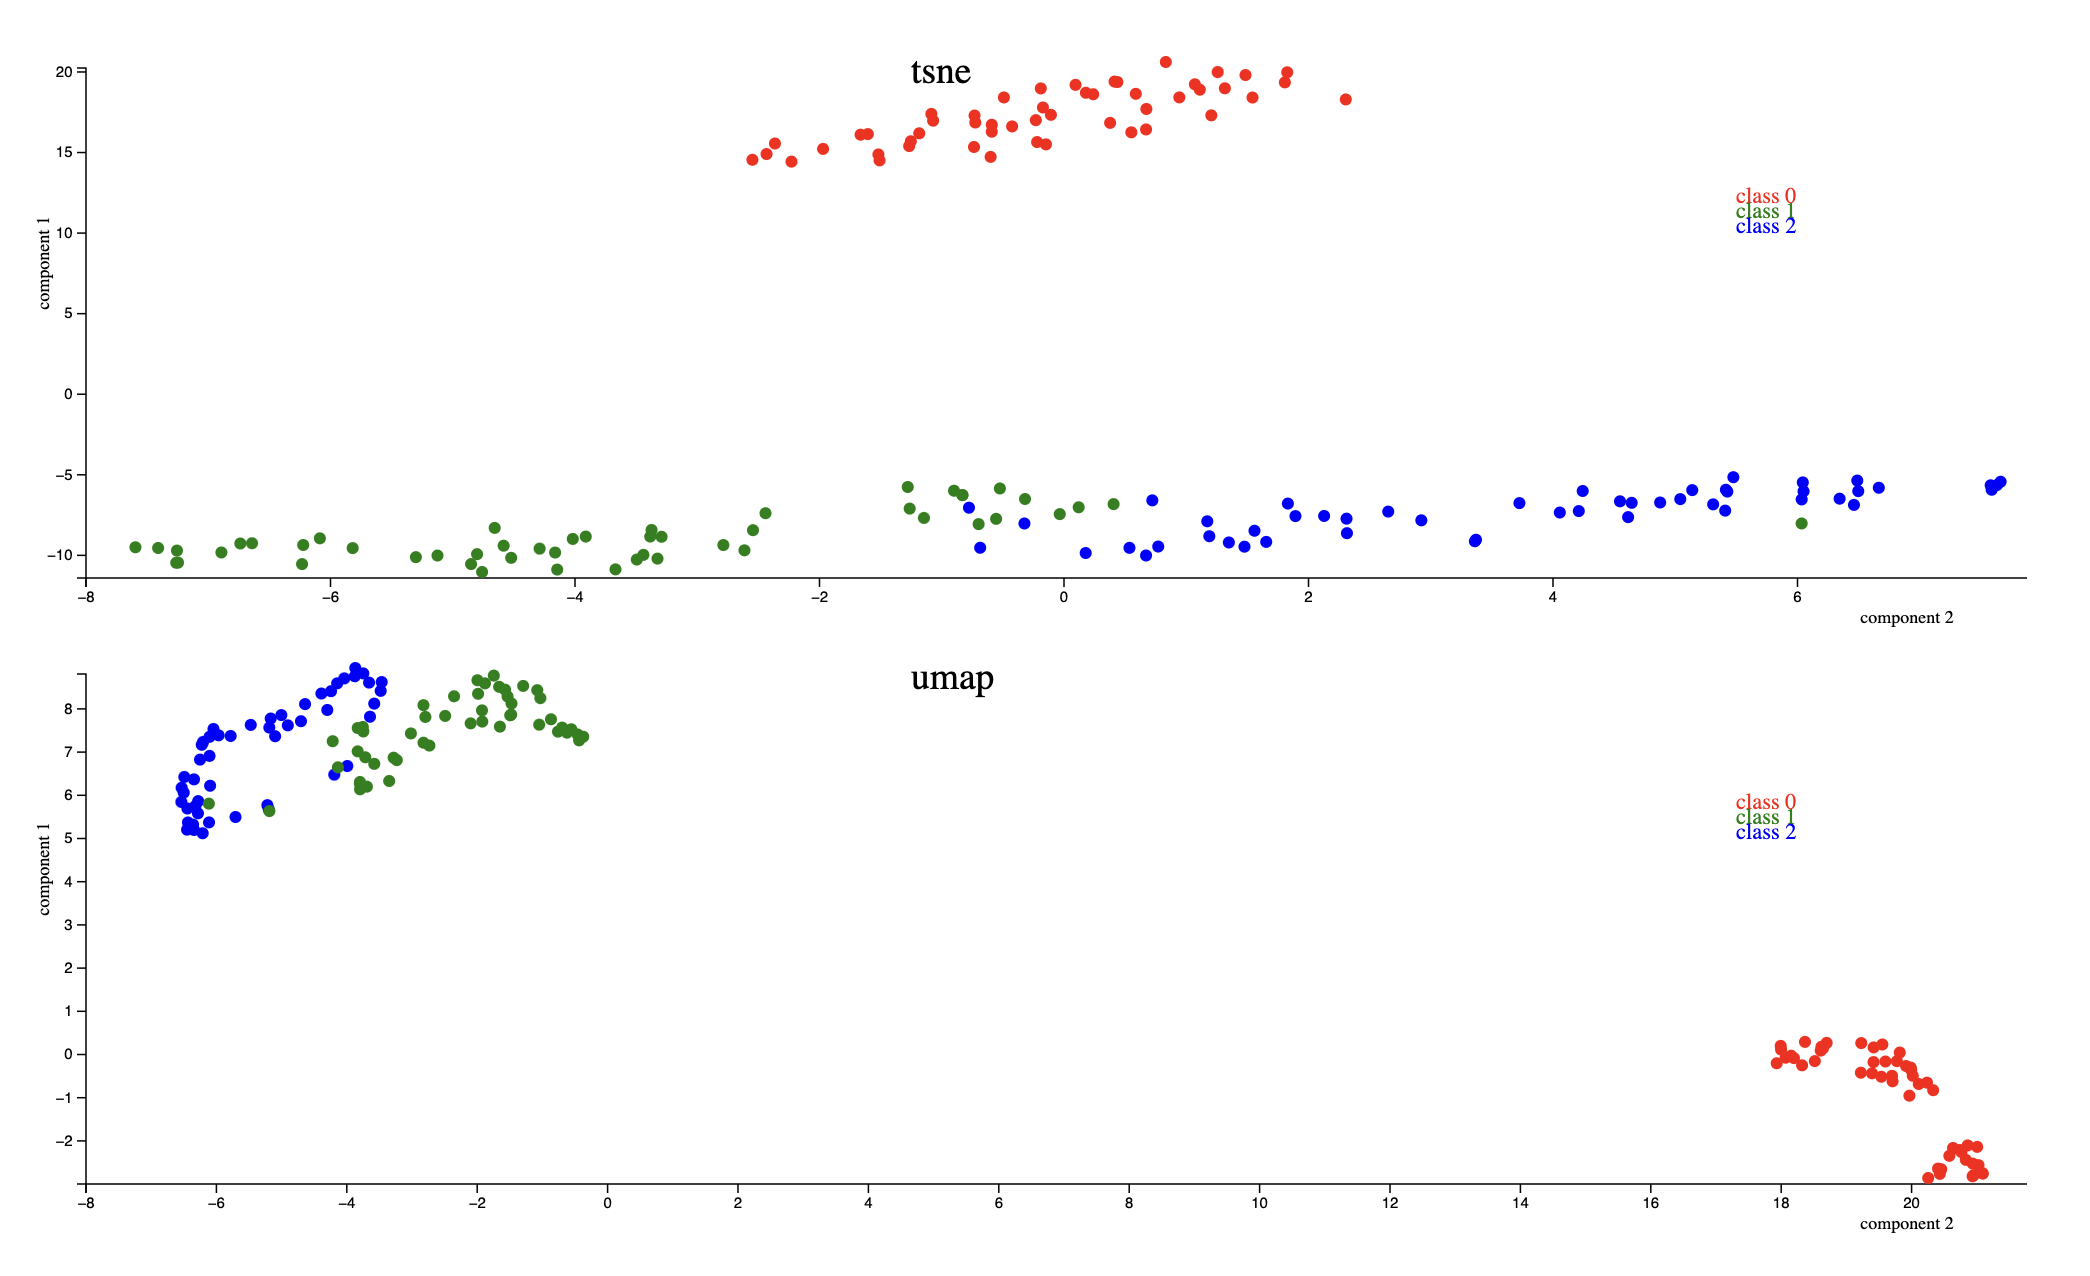 tsne
20
15
10
5
0
−5
−10
component 1
class 0
class 1
class 2
−8 −6 −4 −2 0 2 4 6
component 2
umap
8
7
6
5
4
3
2
1
0
−1
−2
component 1
class 0
class 1
class 2
−8 −6 −4 −2 0 2 4 6 8 10 12 14 16 18 20
component 2